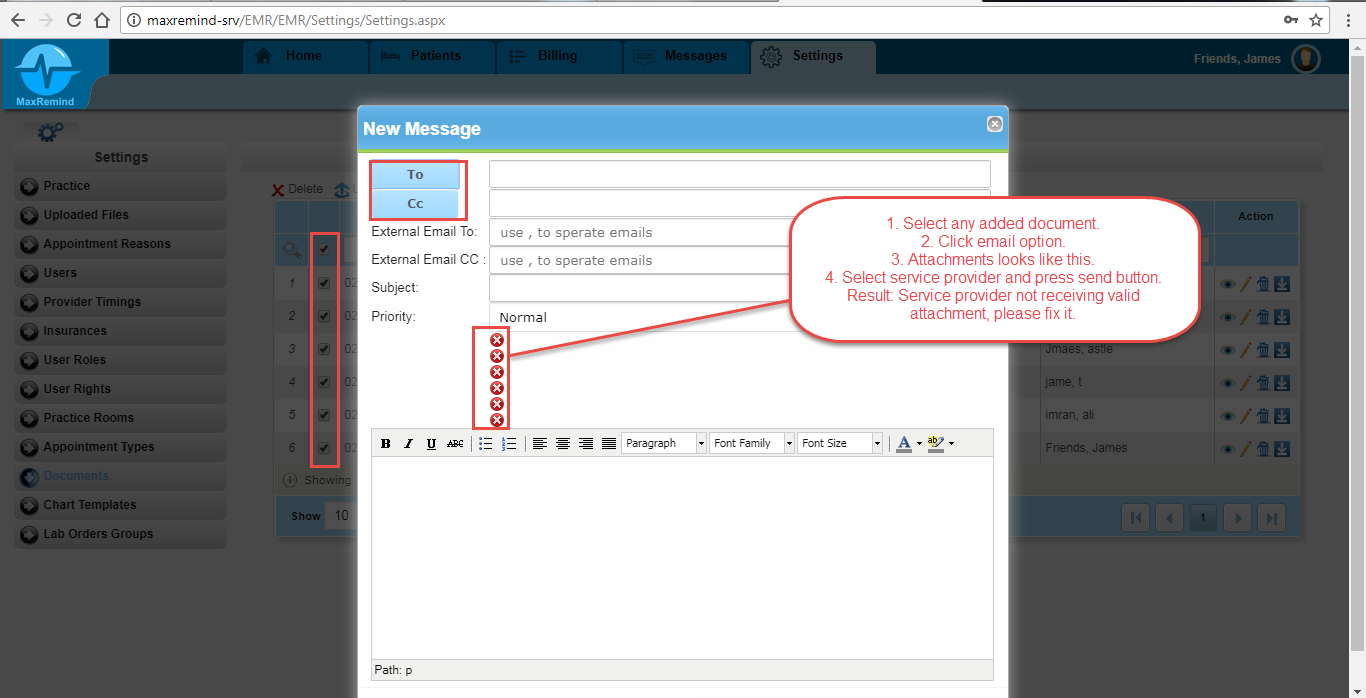 maxremind-srv/EMR/EMR/Settings/Settings.aspx
MaxRemind
Home
Patients
Billing
Messages
Settings
Friends, James
Settings
Practice
Uploaded Files
Appointment Reasons
Users
Provider Timings
Insurances
User Roles
User Rights
Practice Rooms
Appointment Types
Documents
Chart Templates
Lab Orders Groups
Delete
New Message
To
Cc
External Email To:
use , to sperate emails
External Email CC :
use , to sperate emails
Subject:
Priority:
Normal
1. Select any added document.
2. Click email option.
3. Attachments looks like this.
4. Select service provider and press send button.
Result: Service provider not receiving valid
attachment, please fix it.
Action
1 02
2 02
3 02
Jmaes, astle
4 02
jame, t
5 02
imran, ali
6 02
Friends, James
Showing
Show 10
1
B I U ABC
Paragraph
Font Family
Font Size
A
ab
Path: p